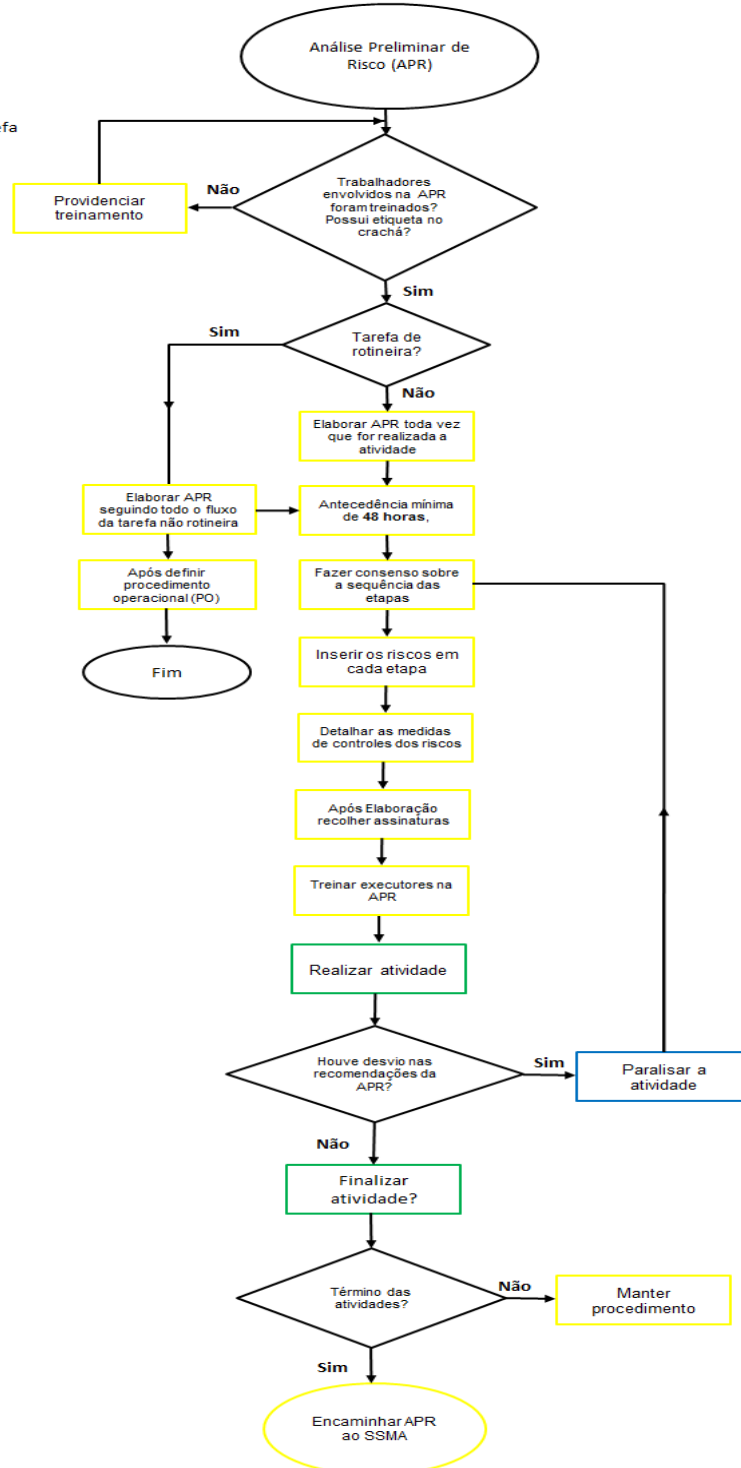 Análise Preliminar de
Risco (APR)
efa
Trabalhadores
envolvidos na APR
foram treinados?
Possui etiqueta no
crachá?
Não
Providenciar
treinamento
Sim
Sim
Tarefa de
rotineira?
Não
Elaborar APR toda vez
que for realizada a
atividade
Elaborar APR
seguindo todo o fluxo
da tarefa não rotineira
Antecedência mínima
de 48 horas,
Após definir
procedimento
operacional (PO)
Fazer consenso sobre
a sequência das
etapas
Fim
Inserir os riscos em
cada etapa
Detalhar as medidas
de controles dos riscos
Após Elaboração
recolher assinaturas
Treinar executores na
APR
Realizar atividade
Houve desvio nas
recomendações da
APR?
Sim
Paralisar a
atividade
Não
Finalizar
atividade?
Término das
atividades?
Não
Manter
procedimento
Sim
Encaminhar APR
ao SSMA